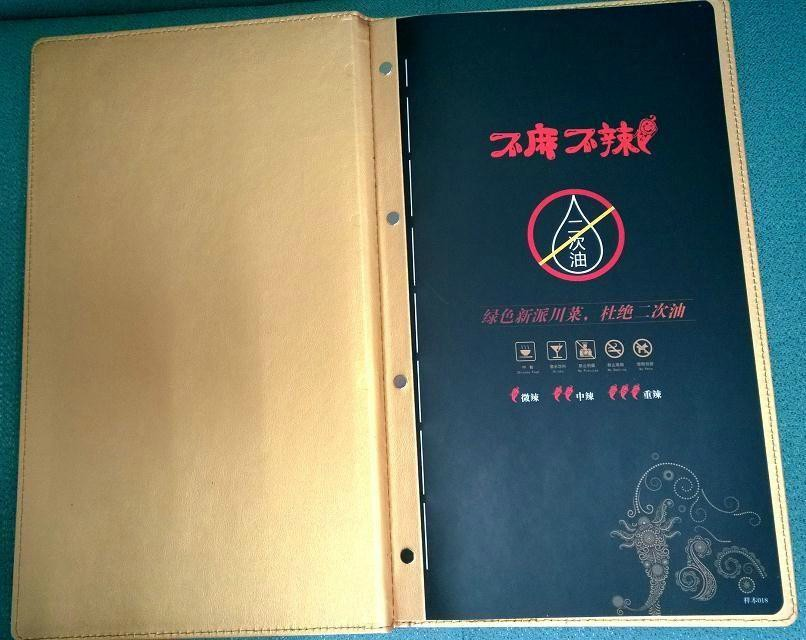 不麻不辣
二次油
绿色新派川菜，杜绝二次油
微辣 中辣 重辣
样本018